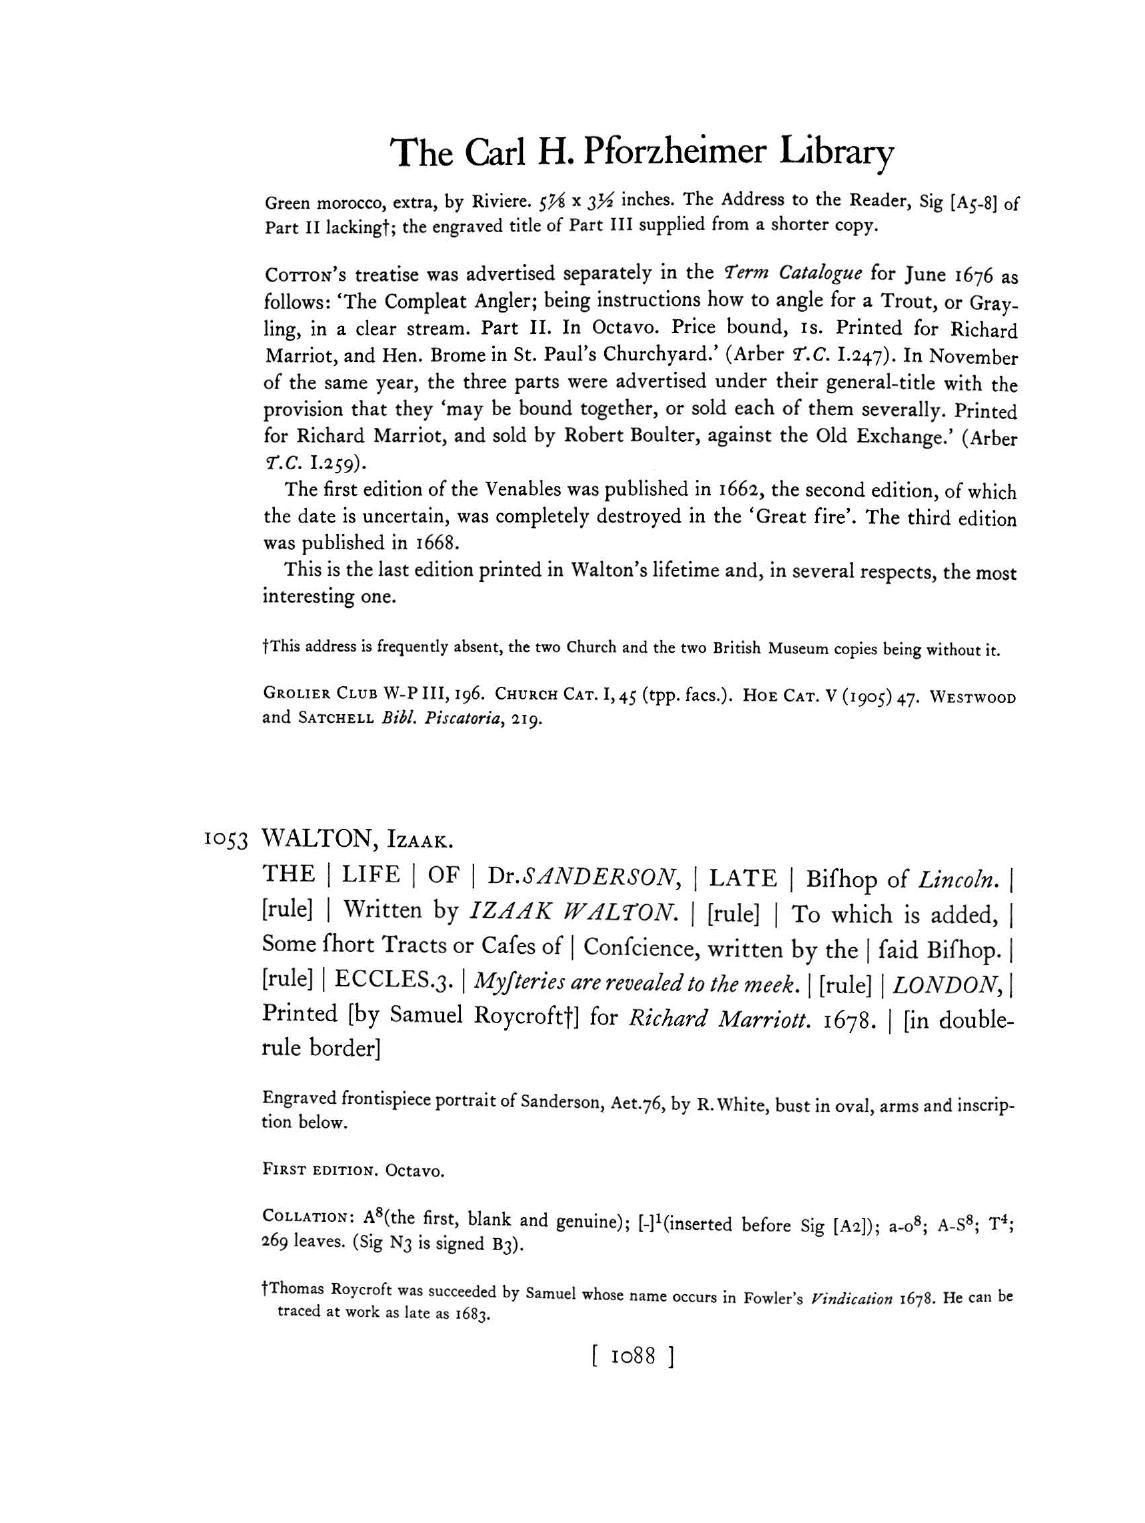 The Carl H. Pforzheimer Library
Green morocco, extra, by Riviere. 5⅞ x 3½ inches. The Address to the Reader, Sig [A5-8] of
Part II lacking†; the engraved title of Part III supplied from a shorter copy.
COTTON's treatise was advertised separately in the Term Catalogue for June 1676 as
follows: ‘The Compleat Angler; being instructions how to angle for a Trout, or Gray-
ling, in a clear stream. Part II. In Octavo. Price bound, 1s. Printed for Richard
Marriot, and Hen. Brome in St. Paul's Churchyard.’ (Arber T.C. I.247). In November
of the same year, the three parts were advertised under their general-title with the
provision that they ‘may be bound together, or sold each of them severally. Printed
for Richard Marriot, and sold by Robert Boulter, against the Old Exchange.’ (Arber
T.C. I.259).
The first edition of the Venables was published in 1662, the second edition, of which
the date is uncertain, was completely destroyed in the ‘Great fire’. The third edition
was published in 1668.
This is the last edition printed in Walton's lifetime and, in several respects, the most
interesting one.
†This address is frequently absent, the two Church and the two British Museum copies being without it.
GROLIER CLUB W-P III, 196. CHURCH CAT. I, 45 (tpp. facs.). HOE CAT. V (1905) 47. WESTWOOD
and SATCHELL Bibl. Piscatoria, 219.
1053 WALTON, IZAAK.
THE | LIFE | OF | Dr.SANDERSON, | LATE | Biſhop of Lincoln. |
[rule] | Written by IZAAK WALTON. | [rule] | To which is added, |
Some ſhort Tracts or Caſes of | Conſcience, written by the | ſaid Biſhop. |
[rule] | ECCLES.3. | Myſteries are revealed to the meek. | [rule] | LONDON, |
Printed [by Samuel Roycroft†] for Richard Marriott. 1678. | [in double-
rule border]
Engraved frontispiece portrait of Sanderson, Aet.76, by R.White, bust in oval, arms and inscrip-
tion below.
FIRST EDITION. Octavo.
COLLATION: A⁸(the first, blank and genuine); [-]¹(inserted before Sig [A2]); a-o⁸; A-S⁸; T⁴;
269 leaves. (Sig N3 is signed B3).
†Thomas Roycroft was succeeded by Samuel whose name occurs in Fowler's Vindication 1678. He can be
traced at work as late as 1683.
[ 1088 ]